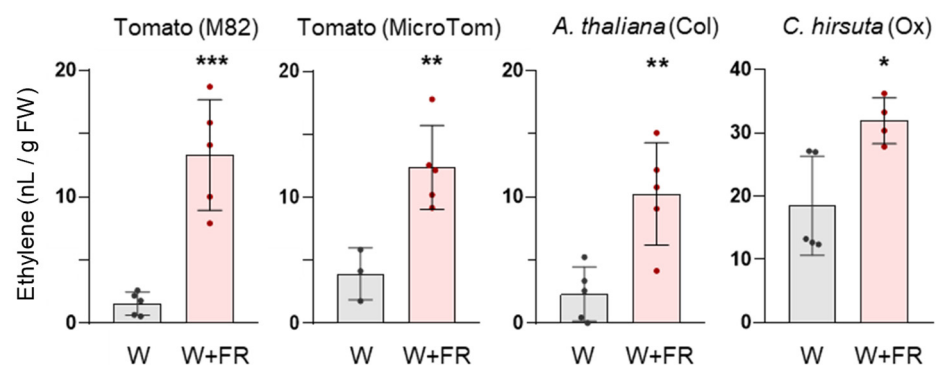 Tomato (M82) Tomato (MicroTom) A. thaliana (Col) C. hirsuta (Ox)
*** ** ** *
Ethylene (nL / g FW)
20 20 20 40
30
10 10 10 20
10
0 0 0 0
W W+FR W W+FR W W+FR W W+FR